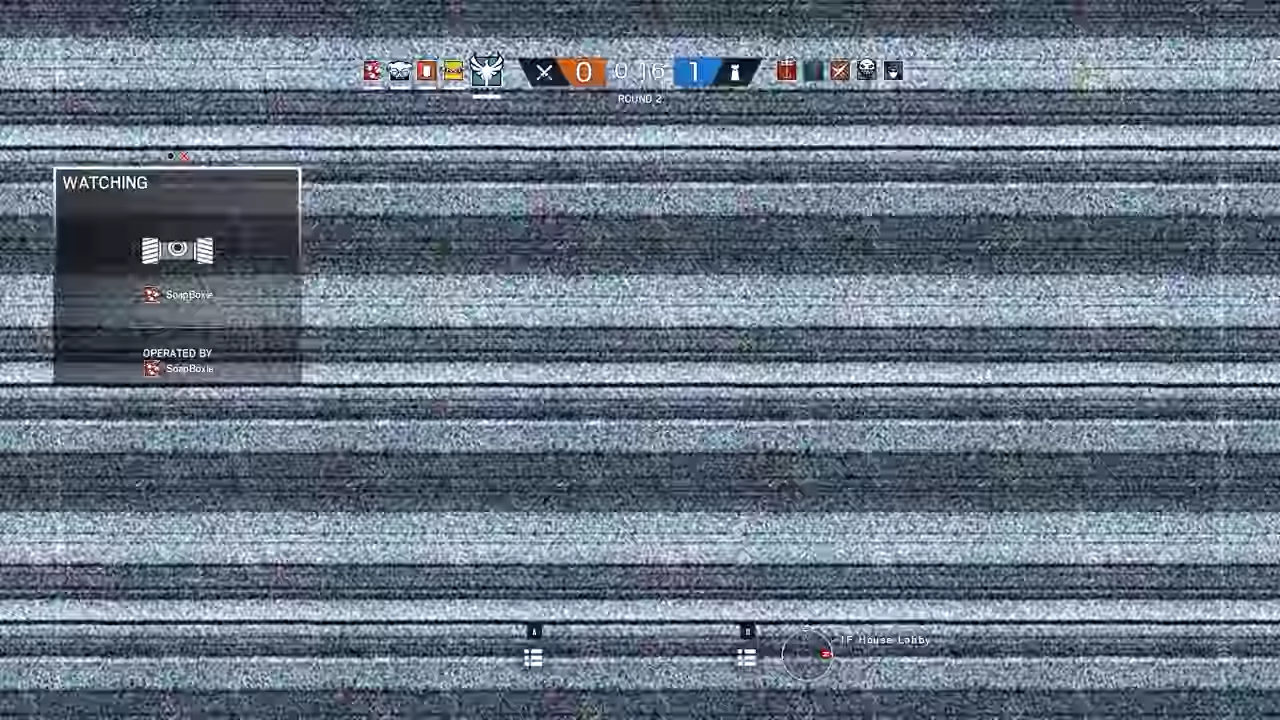 0 0:16 1
ROUND 2
WATCHING
SoapBoxie
OPERATED BY
SoapBoxie
1F House Lobby